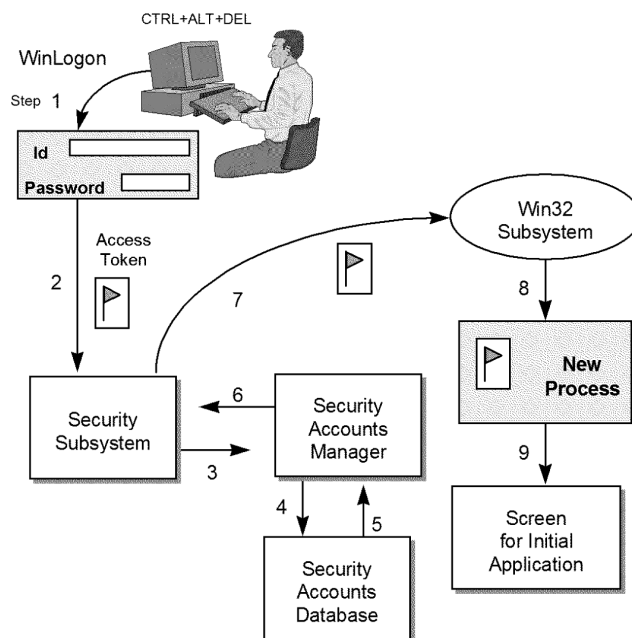 CTRL+ALT+DEL
WinLogon
Step 1
Id
Password
Access
Token
2
7
Win32
Subsystem
8
New
Process
Security
Subsystem
6
3
Security
Accounts
Manager
9
4
5
Screen
for Initial
Application
Security
Accounts
Database